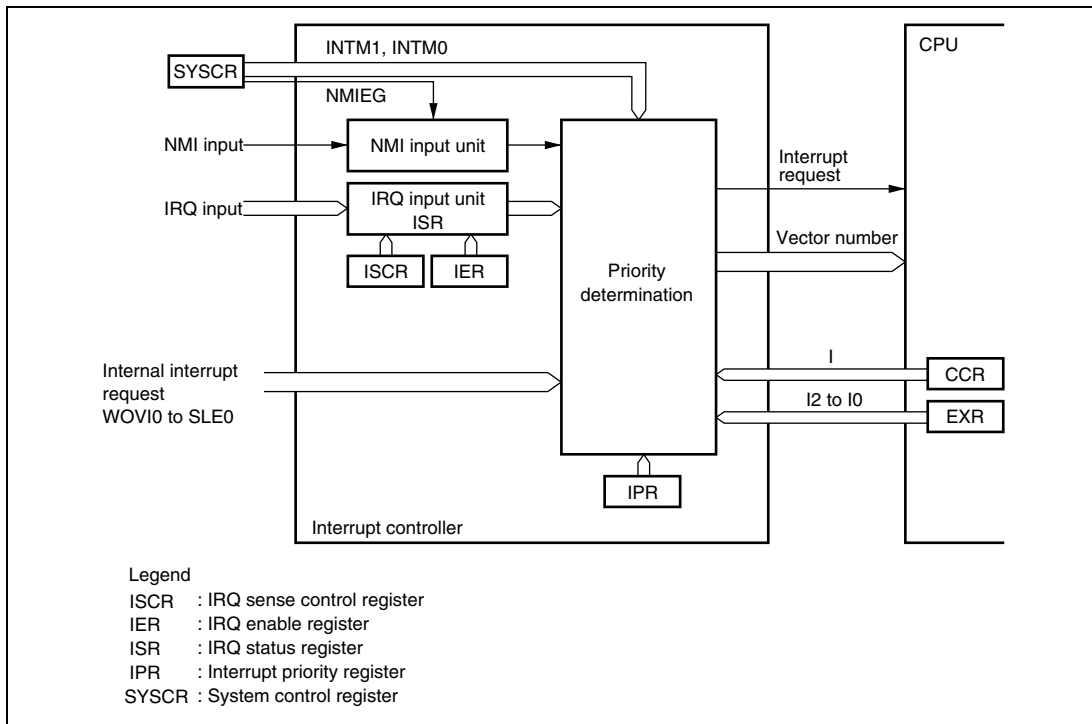 INTM1, INTM0
CPU
SYSCR
NMIEG
NMI input
NMI input unit
Interrupt
request
IRQ input
IRQ input unit
ISR
ISCR
IER
Vector number
Priority
determination
Internal interrupt
request
WOVI0 to SLE0
I
CCR
I2 to I0
EXR
IPR
Interrupt controller
Legend
ISCR : IRQ sense control register
IER : IRQ enable register
ISR : IRQ status register
IPR : Interrupt priority register
SYSCR : System control register